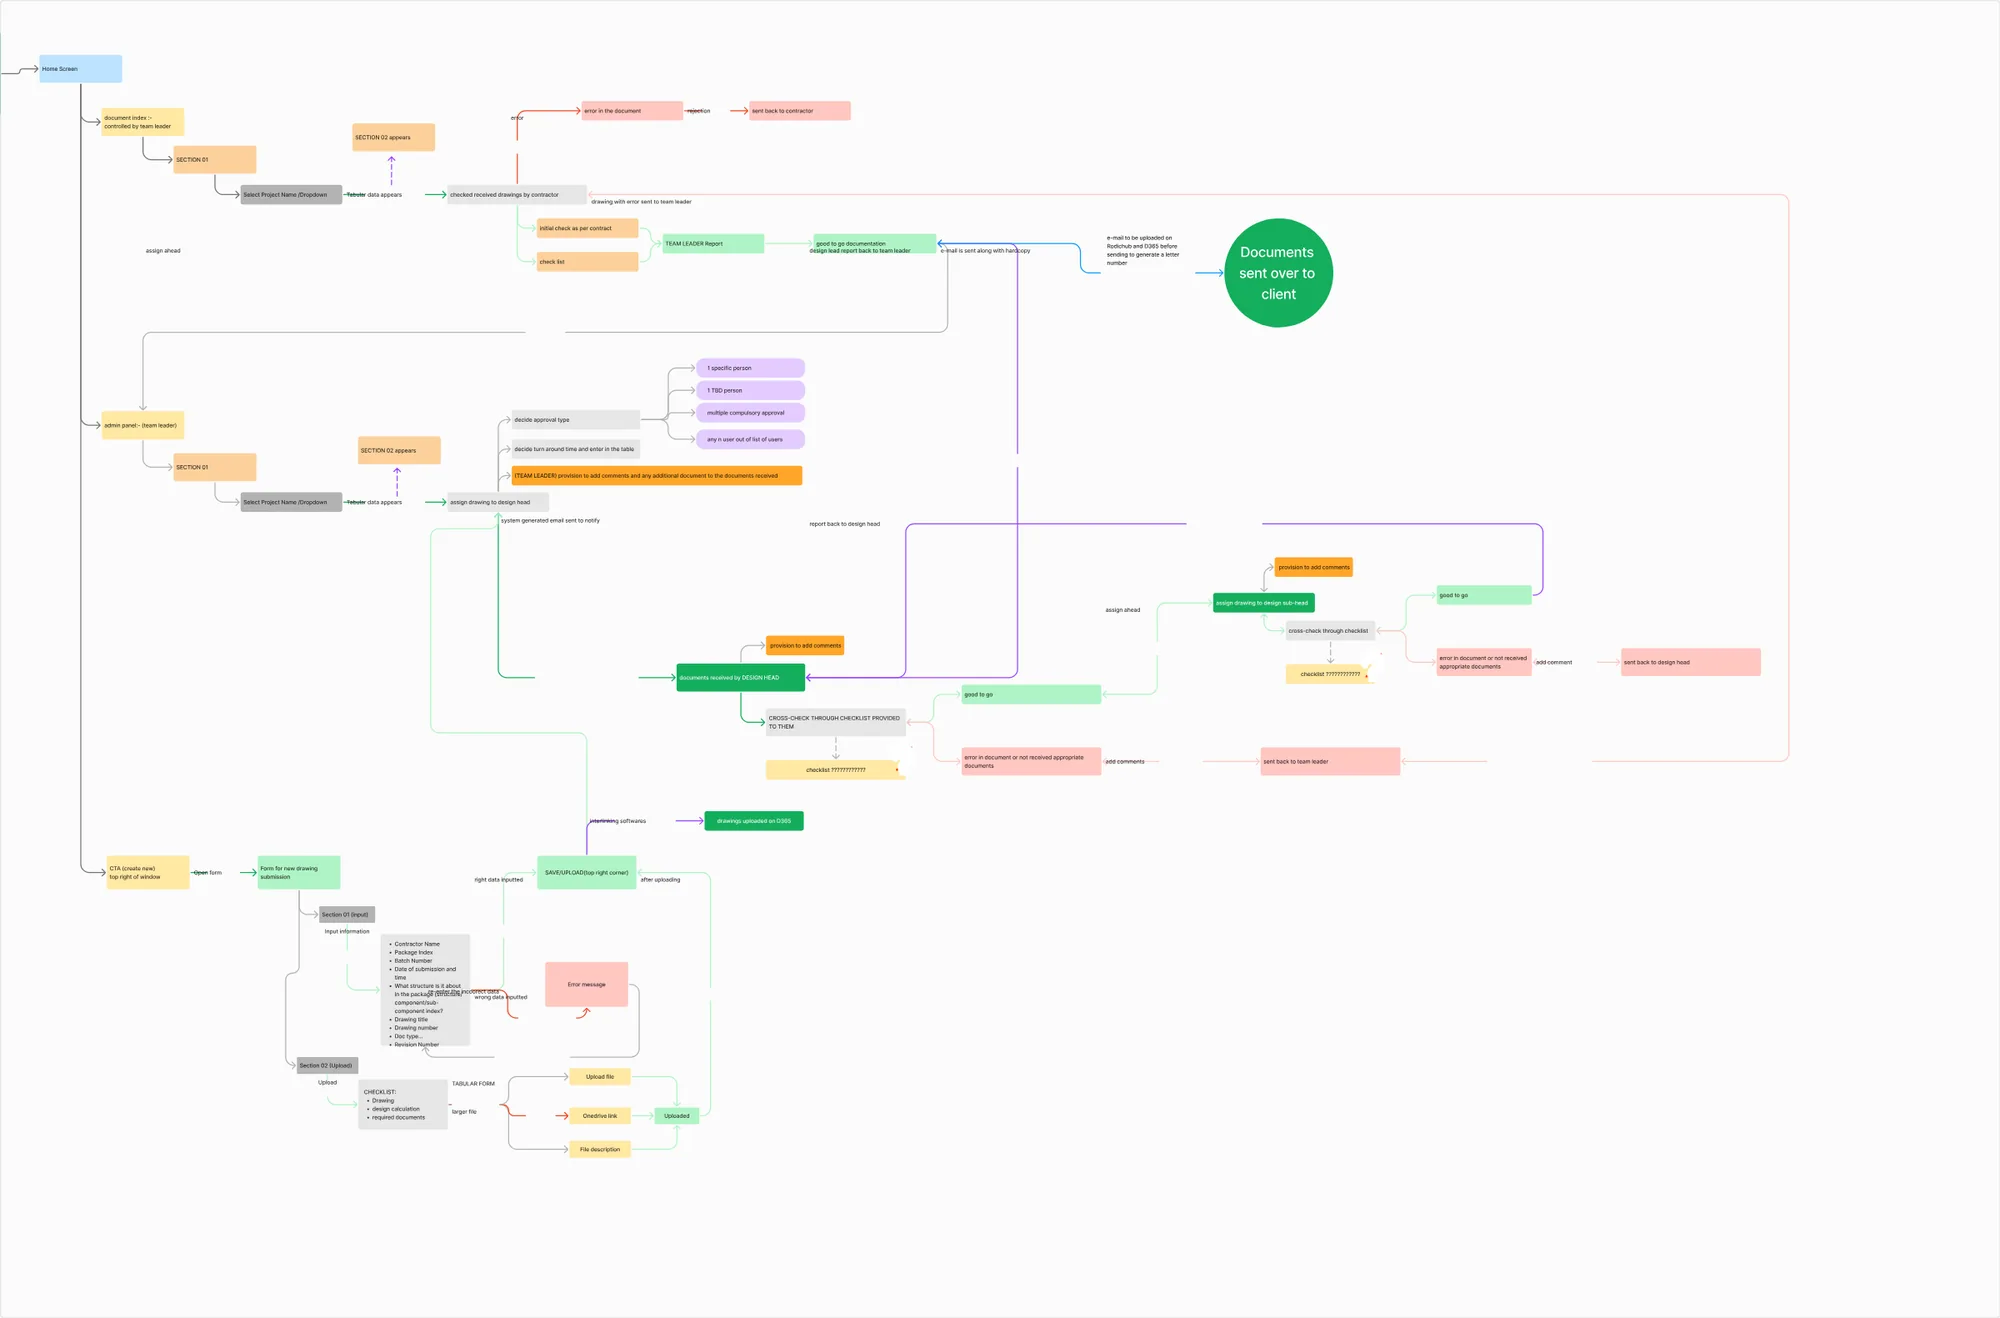 Home Screen
document index :-
controlled by team leader
SECTION 01
Select Project Name /Dropdown
Tabular data appears
SECTION 02 appears
checked received drawings by contractor
error
error in the document
rejection
sent back to contractor
drawing with error sent to team leader
initial check as per contract
check list
TEAM LEADER Report
good to go documentation
design lead report back to team leader
e-mail is sent along with hardcopy
e-mail to be uploaded on
Rodichub and D365 before
sending to generate a letter
number
Documents
sent over to
client
assign ahead
admin panel:- (team leader)
SECTION 01
Select Project Name /Dropdown
Tabular data appears
SECTION 02 appears
assign drawing to design head
decide approval type
1 specific person
1 TBD person
multiple compulsory approval
any n user out of list of users
decide turn around time and enter in the table
(TEAM LEADER) provision to add comments and any additional document to the documents received
system generated email sent to notify
report back to design head
provision to add comments
documents received by DESIGN HEAD
CROSS-CHECK THROUGH CHECKLIST PROVIDED
TO THEM
checklist ????????????
good to go
error in document or not received appropriate
documents
add comments
sent back to team leader
assign ahead
provision to add comments
assign drawing to design sub-head
cross-check through checklist
checklist ????????????
good to go
error in document or not received
appropriate documents
add comment
sent back to design head
interlinking softwares
drawings uploaded on D365
CTA (create new)
top right of window
Open form
Form for new drawing
submission
right data inputted
SAVE/UPLOAD(top right corner)
after uploading
Section 01 (input)
Input information
• Contractor Name
• Package Index
• Batch Number
• Date of submission and
time
• What structure is it about
in the package (structure/
component/sub-
component index?
• Drawing title
• Drawing number
• Doc type...
• Revision Number
re-enter the incorrect data
wrong data inputted
Error message
Section 02 (Upload)
Upload
CHECKLIST:
• Drawing
• design calculation
• required documents
TABULAR FORM
larger file
Upload file
Onedrive link
File description
Uploaded